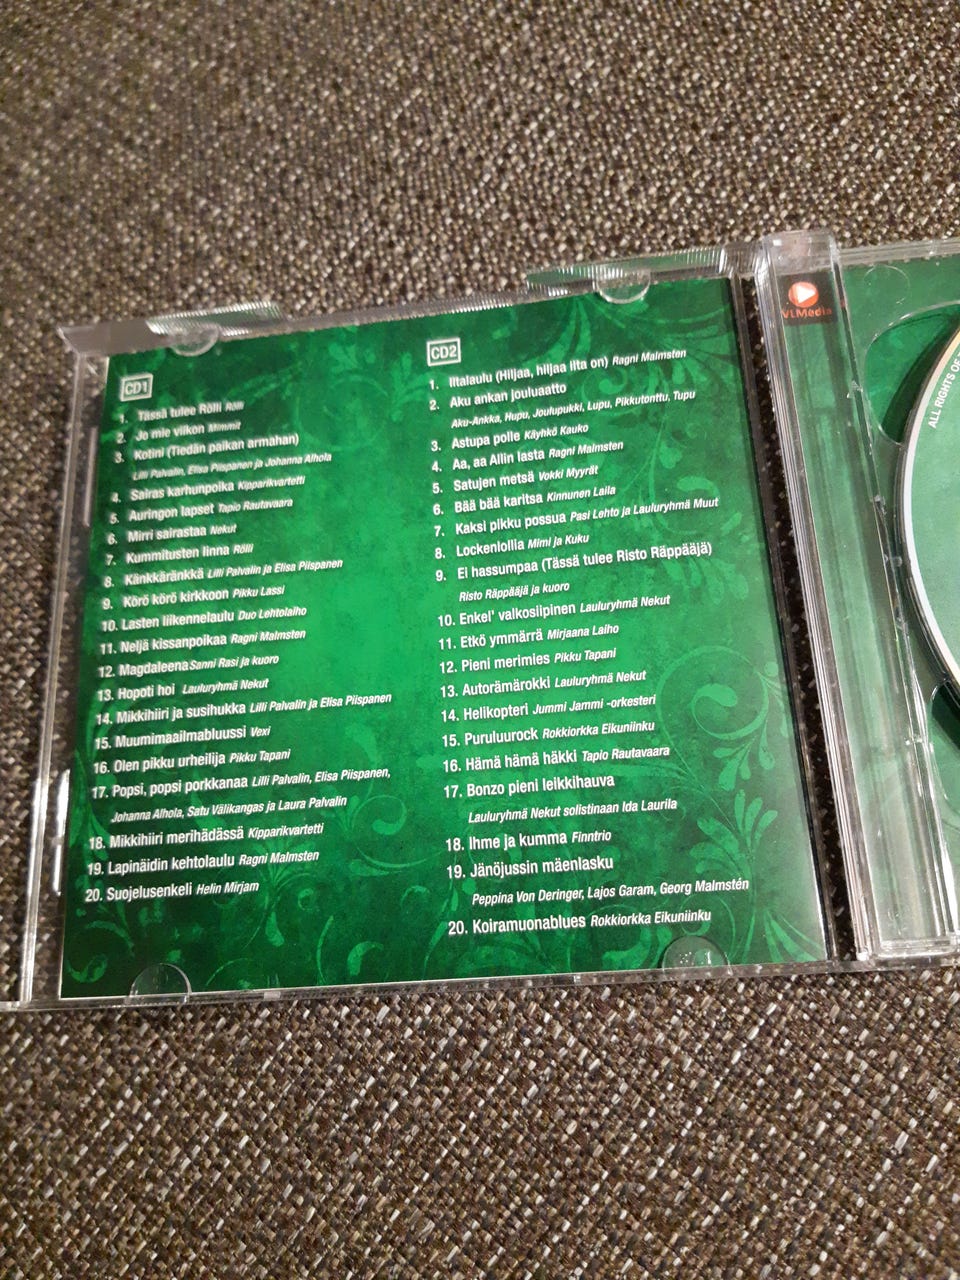 CD1
1. Tässä tulee Rölli Rölli
2. Jo mie viikon Mimmit
3. Kotini (Tiedän paikan armahan)
Lilli Palvalin, Elisa Piispanen ja Johanna Alhola
4. Sairas karhunpoika Kipparikvartetti
5. Auringon lapset Tapio Rautavaara
6. Mirri sairastaa Nekut
7. Kummitusten linna Rölli
8. Känkkäränkkä Lilli Palvalin ja Elisa Piispanen
9. Körö körö kirkkoon Pikku Lassi
10. Lasten liikennelaulu Duo Lehtolaiho
11. Neljä kissanpoikaa Ragni Malmsten
12. Magdaleena Sanni Rasi ja kuoro
13. Hopoti hoi Lauluryhmä Nekut
14. Mikkihiiri ja susihukka Lilli Palvalin ja Elisa Piispanen
15. Muumimaailmabluussi Vexi
16. Olen pikku urheilija Pikku Tapani
17. Popsi, popsi porkkanaa Lilli Palvalin, Elisa Piispanen,
Johanna Alhola, Satu Välikangas ja Laura Palvalin
18. Mikkihiiri merihädässä Kipparikvartetti
19. Lapinäidin kehtolaulu Ragni Malmsten
20. Suojelusenkeli Helin Mirjam
CD2
1. Iltalaulu (Hiljaa, hiljaa ilta on) Ragni Malmsten
2. Aku ankan jouluaatto
Aku-Ankka, Hupu, Joulupukki, Lupu, Pikkutonttu, Tupu
3. Astupa polle Käyhkö Kauko
4. Aa, aa Allin lasta Ragni Malmsten
5. Satujen metsä Vokki Myyrät
6. Bää bää karitsa Kinnunen Laila
7. Kaksi pikku possua Pasi Lehto ja Lauluryhmä Muut
8. Lockenlollia Mimi ja Kuku
9. Ei hassumpaa (Tässä tulee Risto Räppääjä)
Risto Räppääjä ja kuoro
10. Enkel' valkosiipinen Lauluryhmä Nekut
11. Etkö ymmärrä Mirjaana Laiho
12. Pieni merimies Pikku Tapani
13. Autorämärokki Lauluryhmä Nekut
14. Helikopteri Jummi Jammi -orkesteri
15. Puruluurock Rokkiorkka Eikuniinku
16. Hämä hämä häkki Tapio Rautavaara
17. Bonzo pieni leikkihauva
Lauluryhmä Nekut solistinaan Ida Laurila
18. Ihme ja kumma Finntrio
19. Jänöjussin mäenlasku
Peppina Von Deringer, Lajos Garam, Georg Malmstén
20. Koiramuonablues Rokkiorkka Eikuniinku
VLMedia
ALL RIGHTS OF